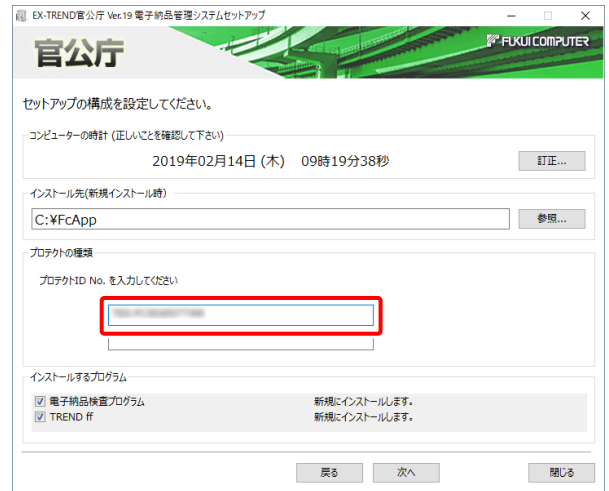 EX-TREND官公庁 Ver.19 電子納品管理システムセットアップ
官公庁
FUKUI COMPUTER
セットアップの構成を設定してください。
コンピューターの時計 (正しいことを確認して下さい)
2019年02月14日 (木) 09時19分38秒
訂正...
インストール先(新規インストール時)
C:¥FcApp
参照...
プロテクトの種類
プロテクトID No. を入力してください
インストールするプログラム
電子納品検査プログラム 新規にインストールします。
TREND ff 新規にインストールします。
戻る 次へ 閉じる